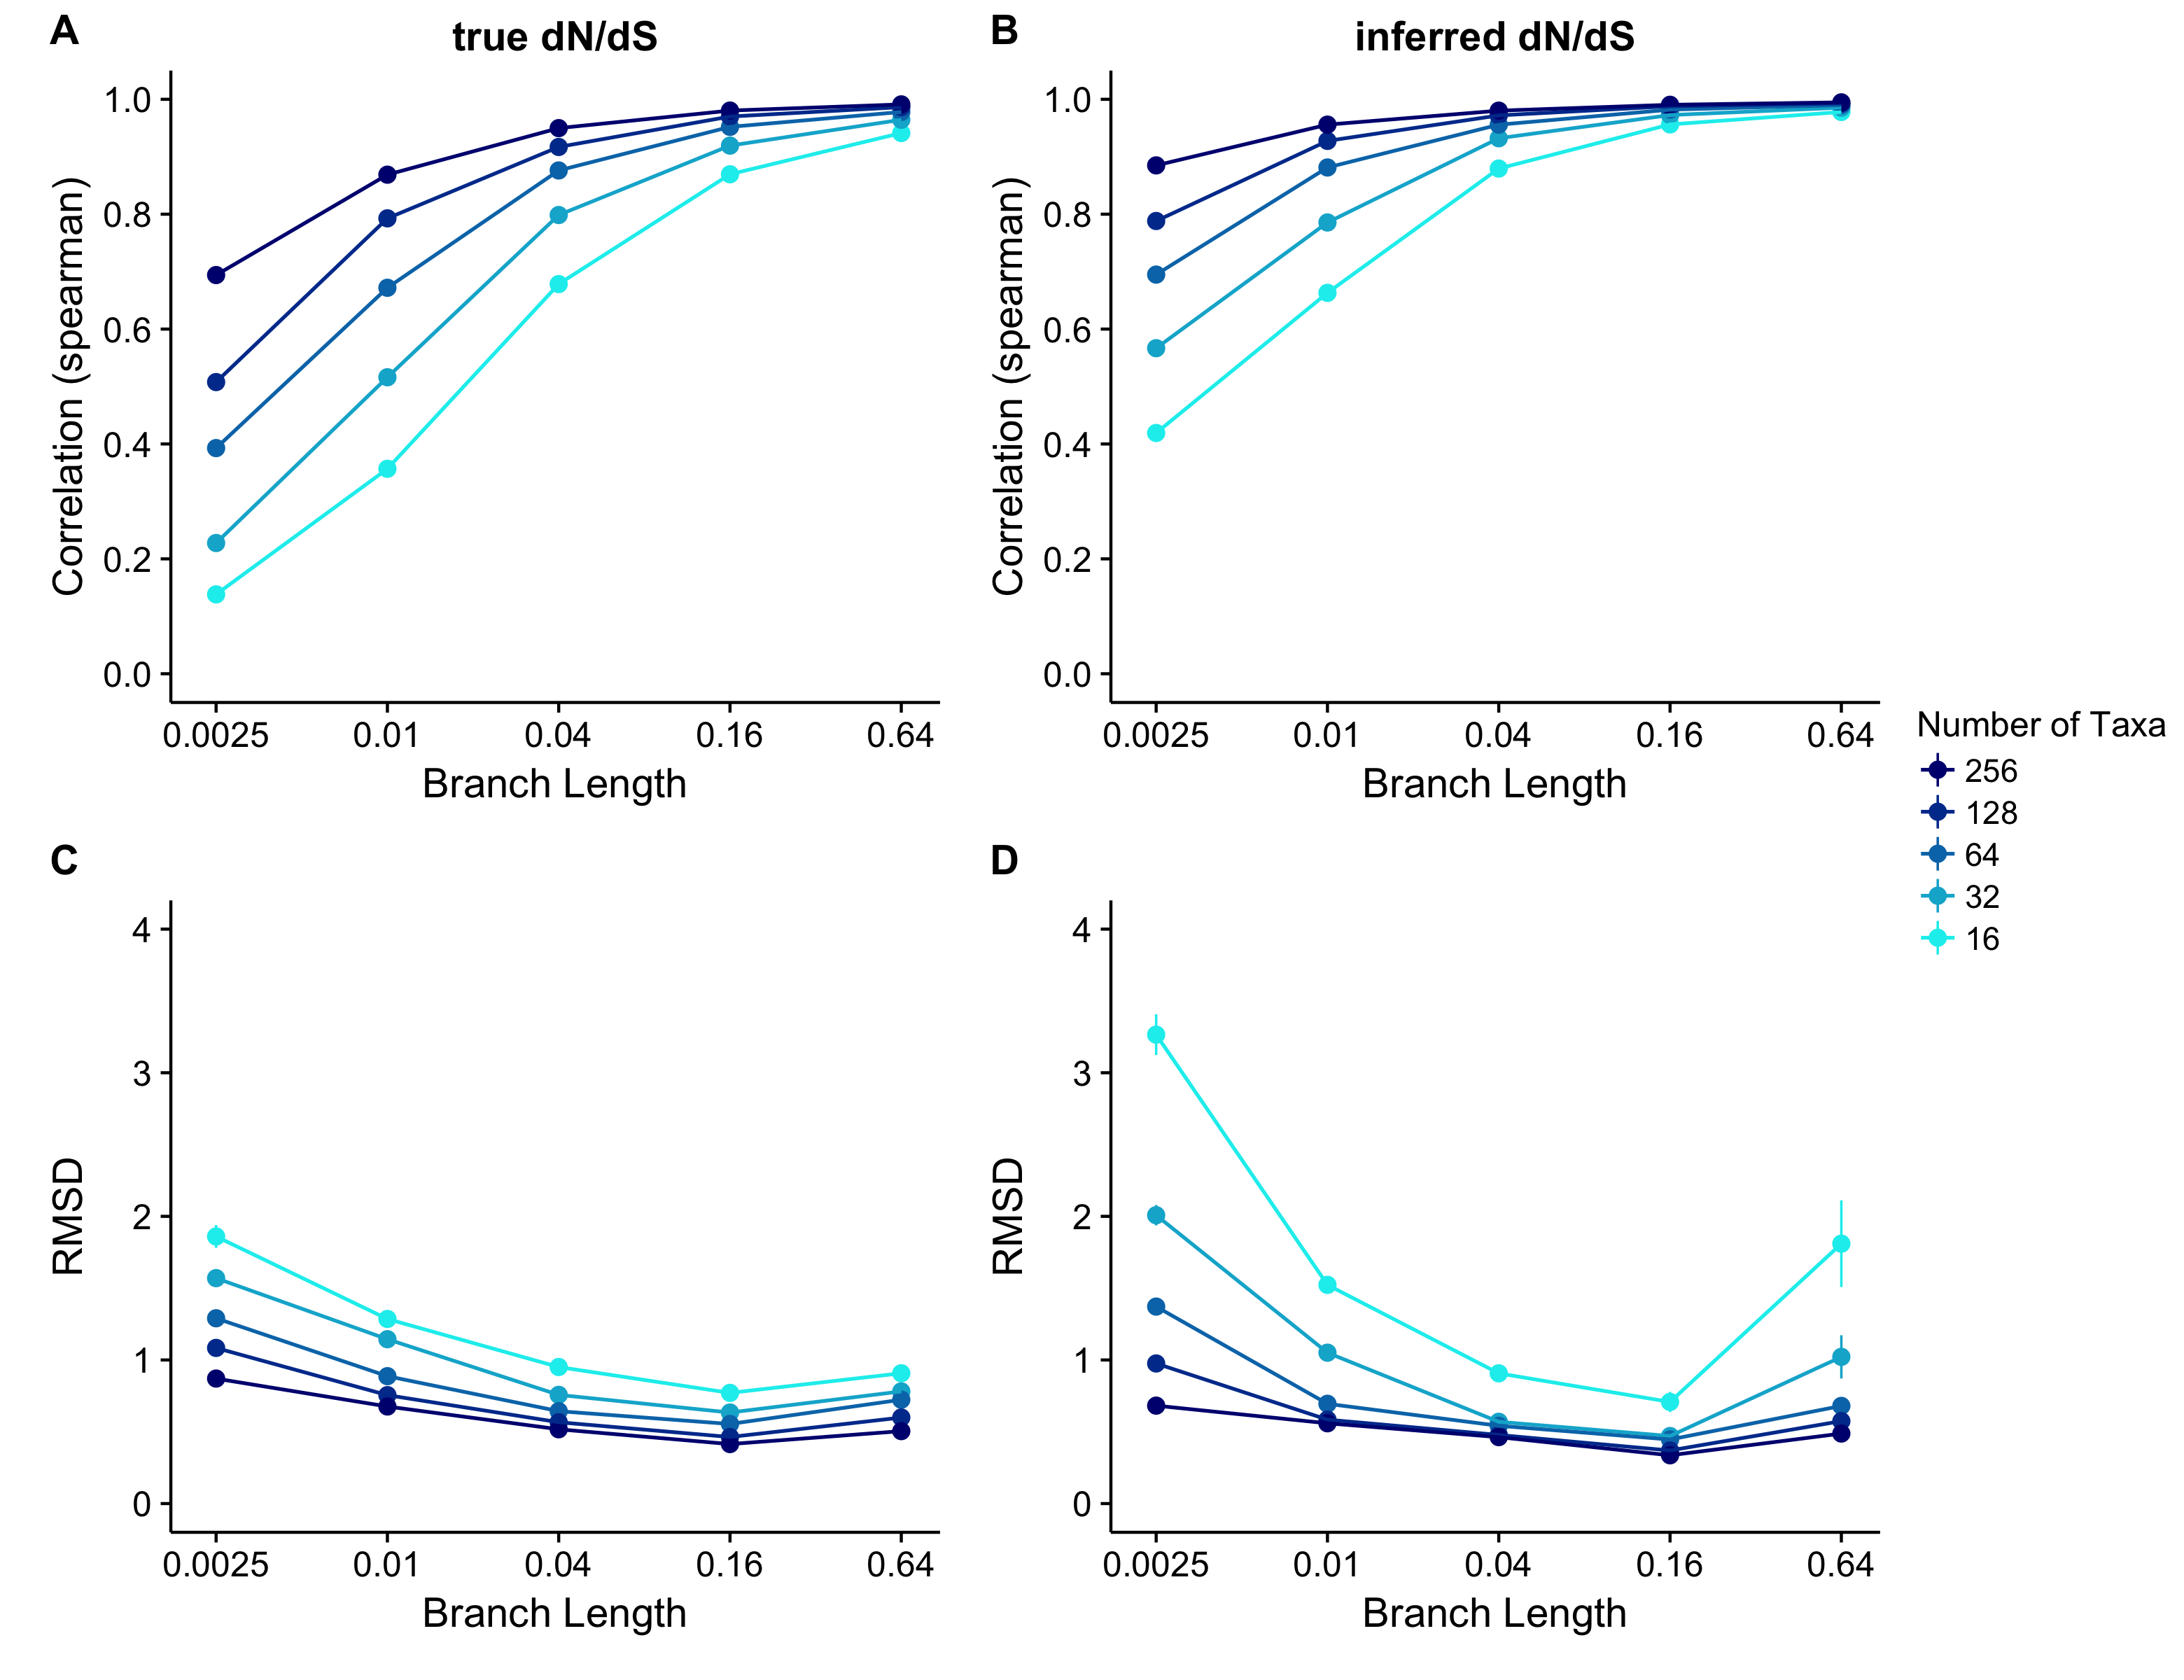 A
true dN/dS
Correlation (spearman)
1.0
0.8
0.6
0.4
0.2
0.0
0.0025 0.01 0.04 0.16 0.64
Branch Length
B
inferred dN/dS
Correlation (spearman)
1.0
0.8
0.6
0.4
0.2
0.0
0.0025 0.01 0.04 0.16 0.64
Branch Length
Number of Taxa
256
128
64
32
16
C
RMSD
4
3
2
1
0
0.0025 0.01 0.04 0.16 0.64
Branch Length
D
RMSD
4
3
2
1
0
0.0025 0.01 0.04 0.16 0.64
Branch Length